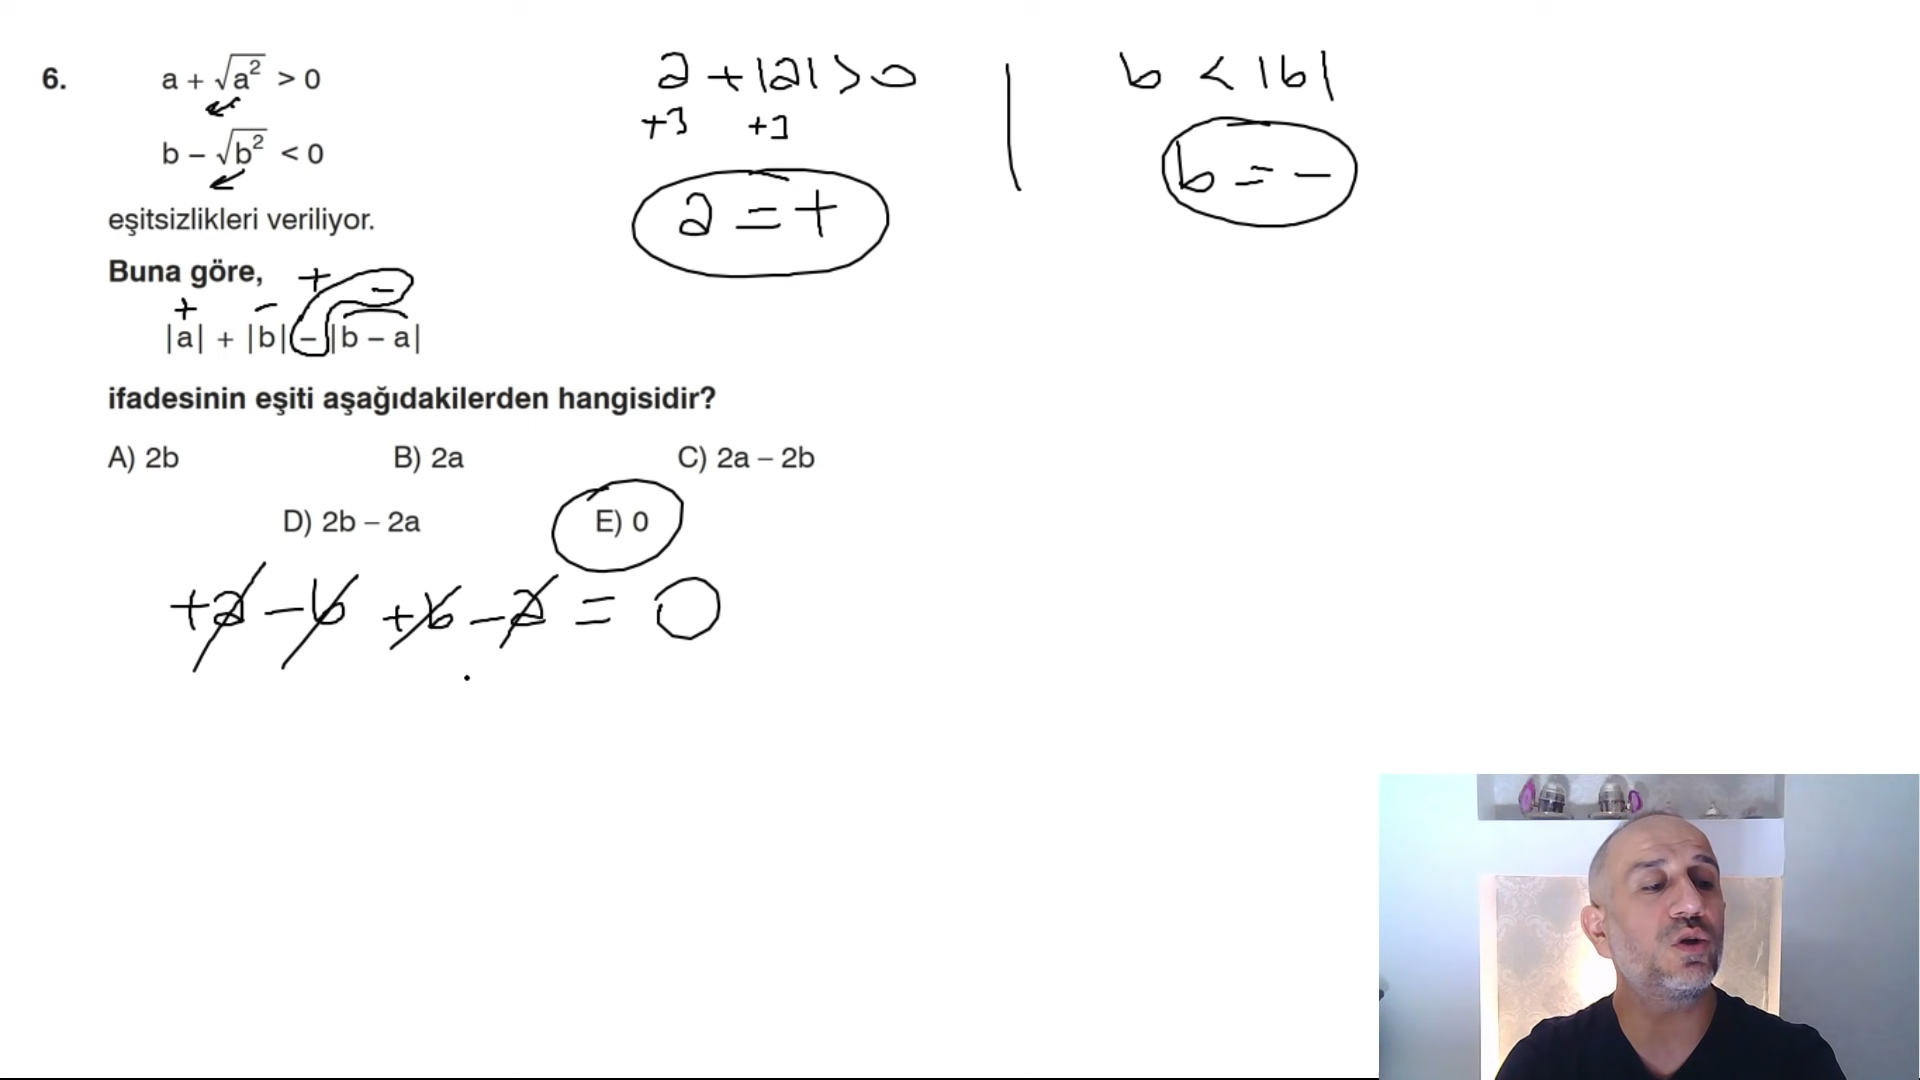 6. a + √a² > 0
b – √b² < 0
eşitsizlikleri veriliyor.
Buna göre,
+ – + –
|a| + |b| – |b – a|
ifadesinin eşiti aşağıdakilerden hangisidir?
A) 2b B) 2a C) 2a – 2b
D) 2b – 2a E) 0
+a – b + b – a = 0
a + |a| > 0
+3 +3
a = +
b < |b|
b = –